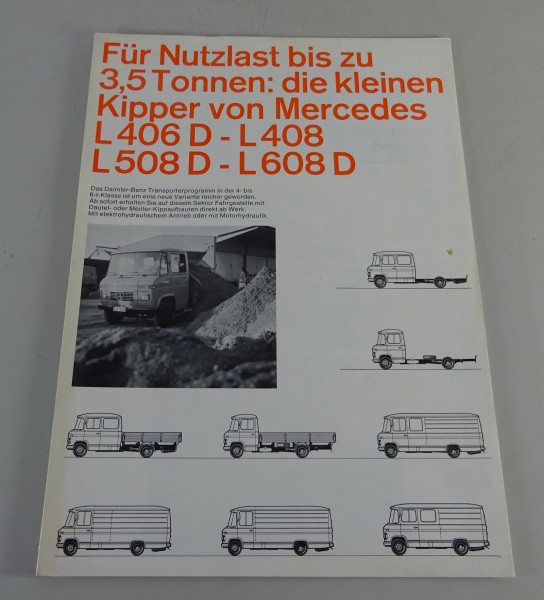 Für Nutzlast bis zu
3,5 Tonnen: die kleinen
Kipper von Mercedes
L 406 D - L 408
L 508 D - L 608 D
Das Daimler-Benz Transporterprogramm in der 4- bis
6-t-Klasse ist um eine neue Variante reicher geworden.
Ab sofort erhalten Sie auf diesem Sektor Fahrgestelle mit
Dautel- oder Meiller-Kippaufbauten direkt ab Werk.
Mit elektrohydraulischem Antrieb oder mit Motorhydraulik.